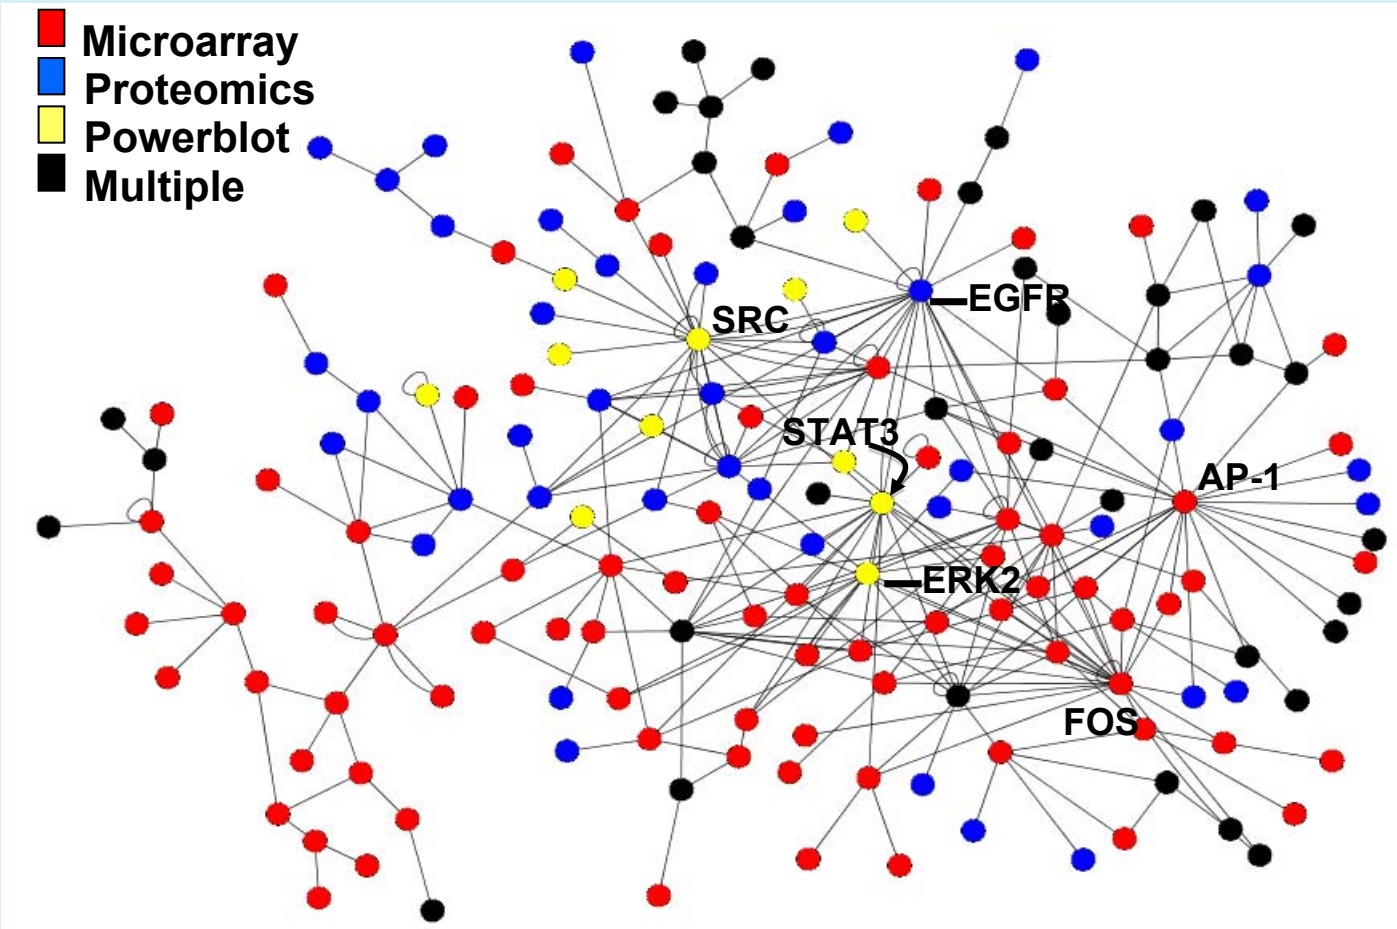 Microarray
Proteomics
Powerblot
Multiple
SRC
EGFR
STAT3
AP-1
ERK2
FOS